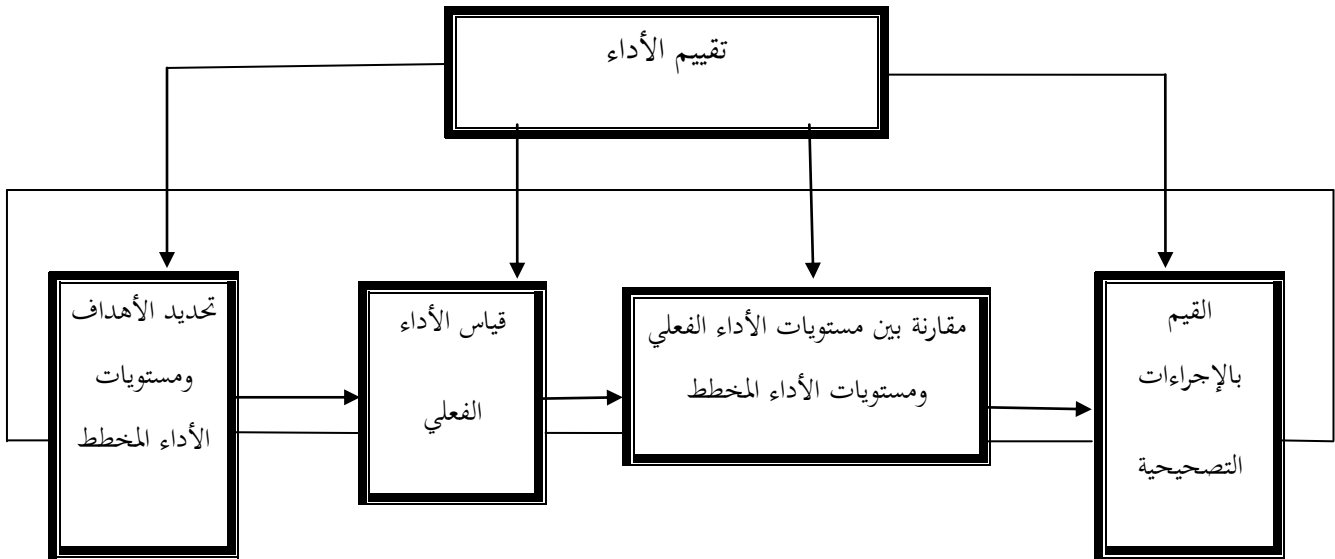 تقييم الأداء
تحديد الأهداف
ومستويات
الأداء المخطط
قياس الأداء
الفعلي
مقارنة بين مستويات الأداء الفعلي
ومستويات الأداء المخطط
القيم
بالإجراءات
التصحيحية